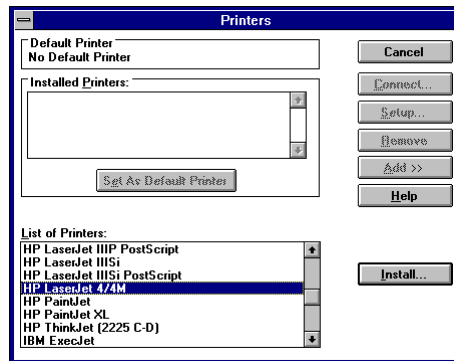 Printers
Default Printer
No Default Printer
Cancel
Installed Printers:
Connect...
Setup...
Remove
Set As Default Printer
Add >>
Help
List of Printers:
HP LaserJet IIIP PostScript
HP LaserJet IIISi
HP LaserJet IIISi PostScript
HP LaserJet 4/4M
HP PaintJet
HP PaintJet XL
HP ThinkJet (2225 C-D)
IBM ExecJet
Install...